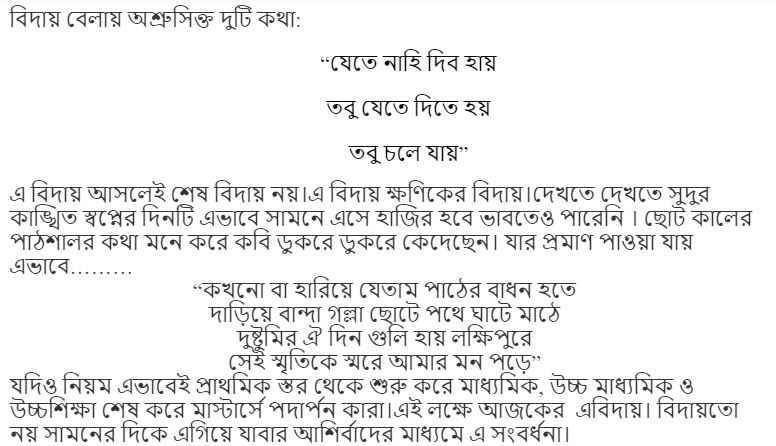 বিদায় বেলায় অশ্রুসিক্ত দুটি কথা:
“যেতে নাহি দিব হায়
তবু যেতে দিতে হয়
তবু চলে যায়”
এ বিদায় আসলেই শেষ বিদায় নয়।এ বিদায় ক্ষণিকের বিদায়।দেখতে দেখতে সুদুর
কাঙ্খিত স্বপ্নের দিনটি এভাবে সামনে এসে হাজির হবে ভাবতেও পারেনি । ছোট কালের
পাঠশালর কথা মনে করে কবি ডুকরে ডুকরে কেদেছেন। যার প্রমাণ পাওয়া যায়
এভাবে………
“কখনো বা হারিয়ে যেতাম পাঠের বাধন হতে
দাড়িয়ে বান্দা গল্লা ছোটে পথে ঘাটে মাঠে
দুষ্টুমির ঐ দিন গুলি হায় লক্ষিপুরে
সেই স্মৃতিকে স্মরে আমার মন পড়ে”
যদিও নিয়ম এভাবেই প্রাথমিক স্তর থেকে শুরু করে মাধ্যমিক, উচ্চ মাধ্যমিক ও
উচ্চশিক্ষা শেষ করে মাস্টার্সে পদার্পন কারা।এই লক্ষে আজকের এবিদায়। বিদায়তো
নয় সামনের দিকে এগিয়ে যাবার আশির্বাদের মাধ্যমে এ সংবর্ধনা।